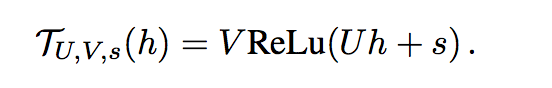 𝒯_{U,V,s}(h) = V ReLu(Uh + s) .